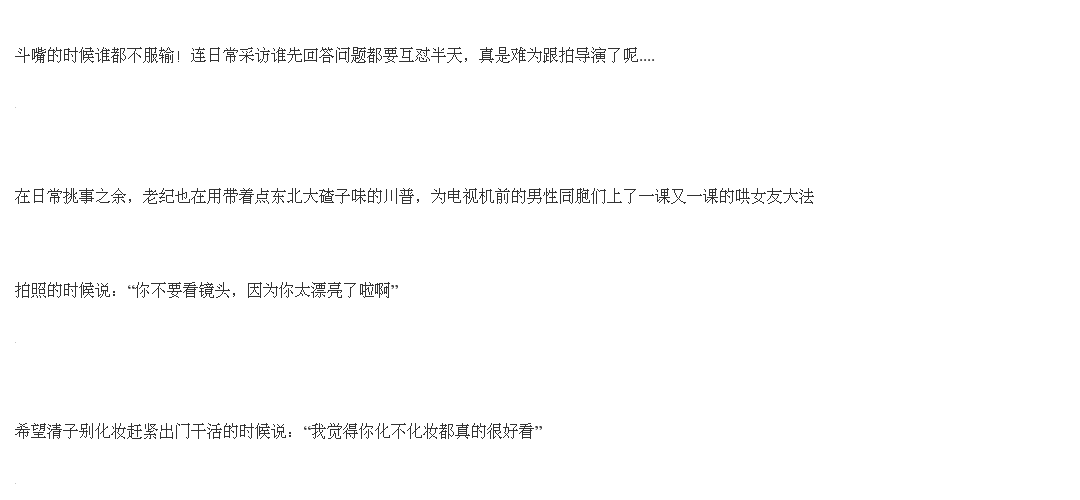 斗嘴的时候谁都不服输！连日常采访谁先回答问题都要互怼半天，真是难为跟拍导演了呢....
在日常挑事之余，老纪也在用带着点东北大碴子味的川普，为电视机前的男性同胞们上了一课又一课的哄女友大法
拍照的时候说：“你不要看镜头，因为你太漂亮了啦啊”
希望清子别化妆赶紧出门干活的时候说：“我觉得你化不化妆都真的很好看”